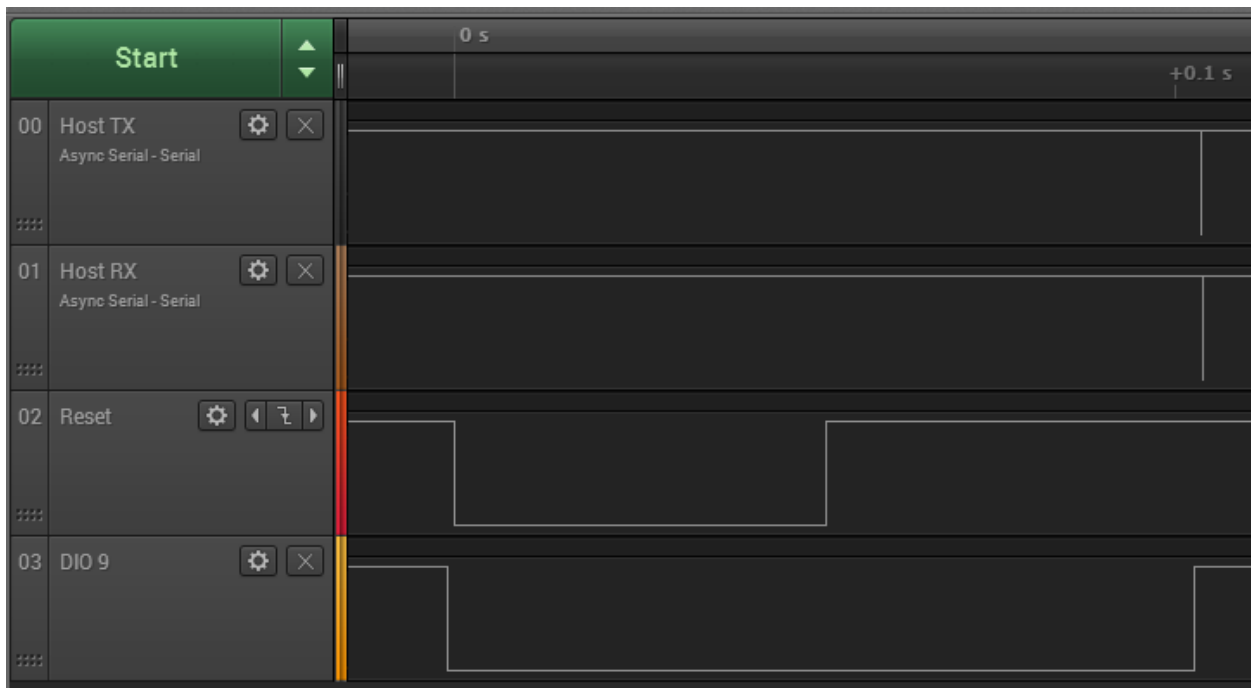 Start
0 s
+0.1 s
00 Host TX
Async Serial - Serial
01 Host RX
Async Serial - Serial
02 Reset
03 DIO 9